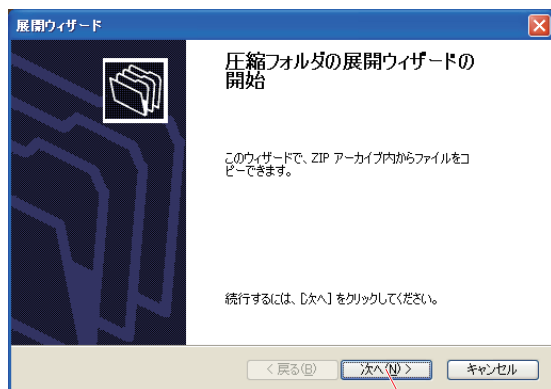 展開ウィザード
圧縮フォルダの展開ウィザードの
開始
このウィザードで、ZIP アーカイブ内からファイルをコ
ピーできます。
続行するには、[次へ] をクリックしてください。
< 戻る(B)
次へ(N) >
キャンセル